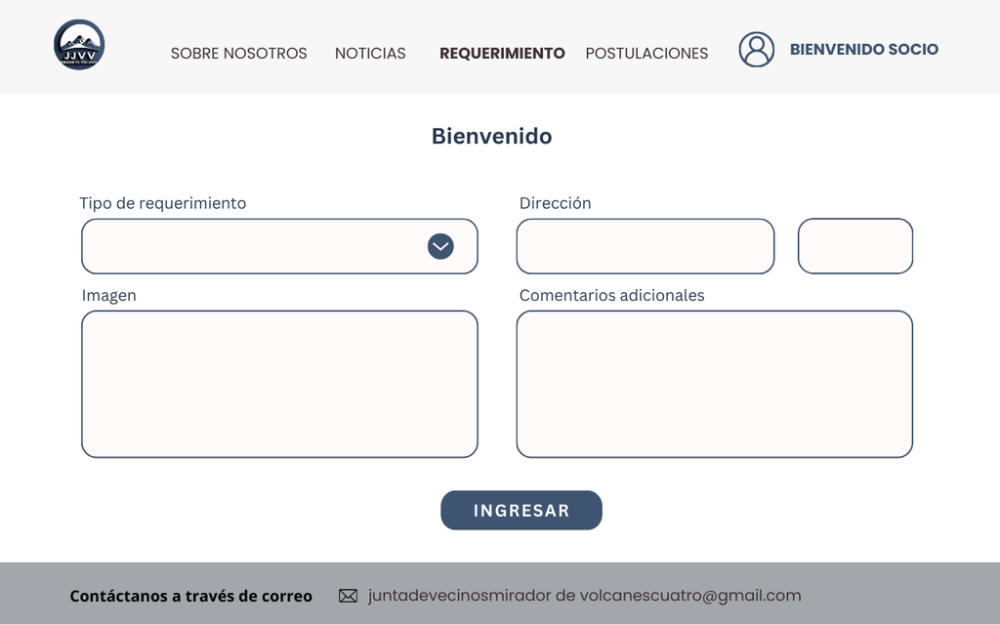 JJVV
SOBRE NOSOTROS NOTICIAS REQUERIMIENTO POSTULACIONES BIENVENIDO SOCIO
Bienvenido
Tipo de requerimiento Dirección
Imagen Comentarios adicionales
INGRESAR
Contáctanos a través de correo juntadevecinosmirador de volcanescuatro@gmail.com